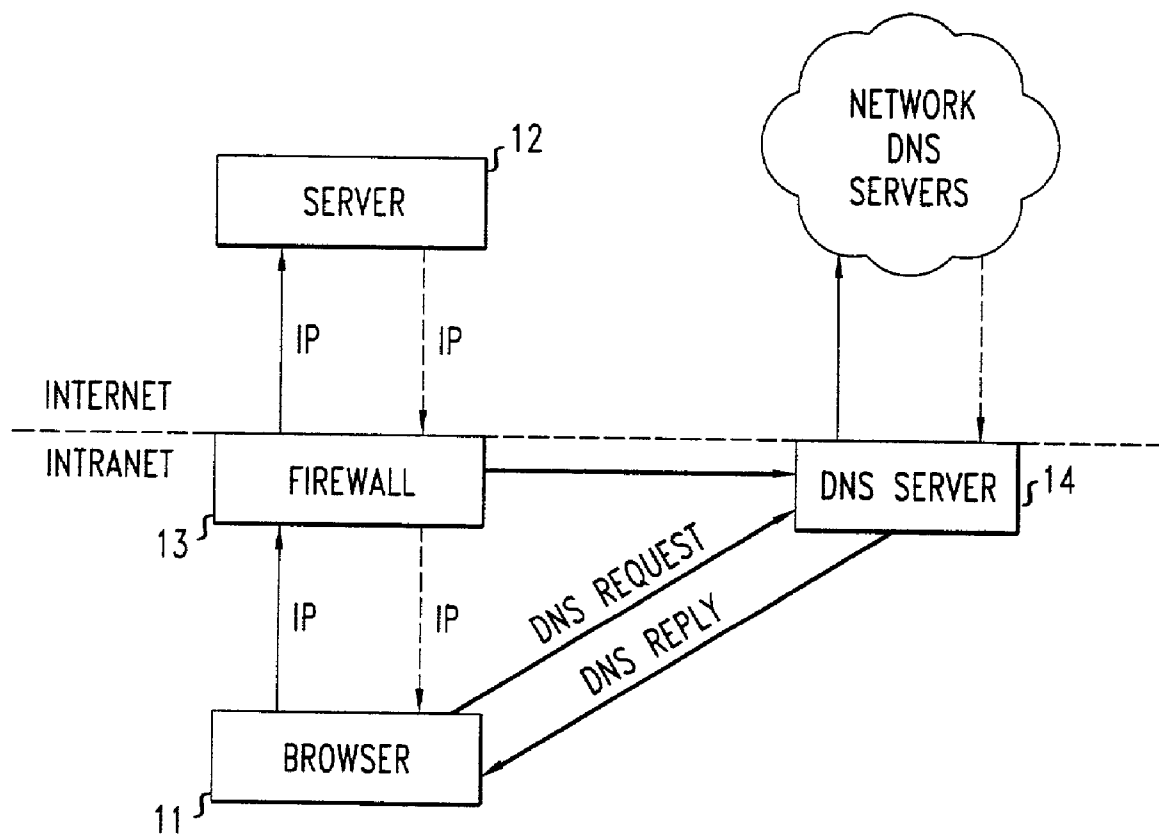 NETWORK
DNS
SERVERS
12
SERVER
IP
IP
INTERNET
INTRANET
FIREWALL
DNS SERVER
14
13
DNS REQUEST
IP
IP
DNS REPLY
BROWSER
11